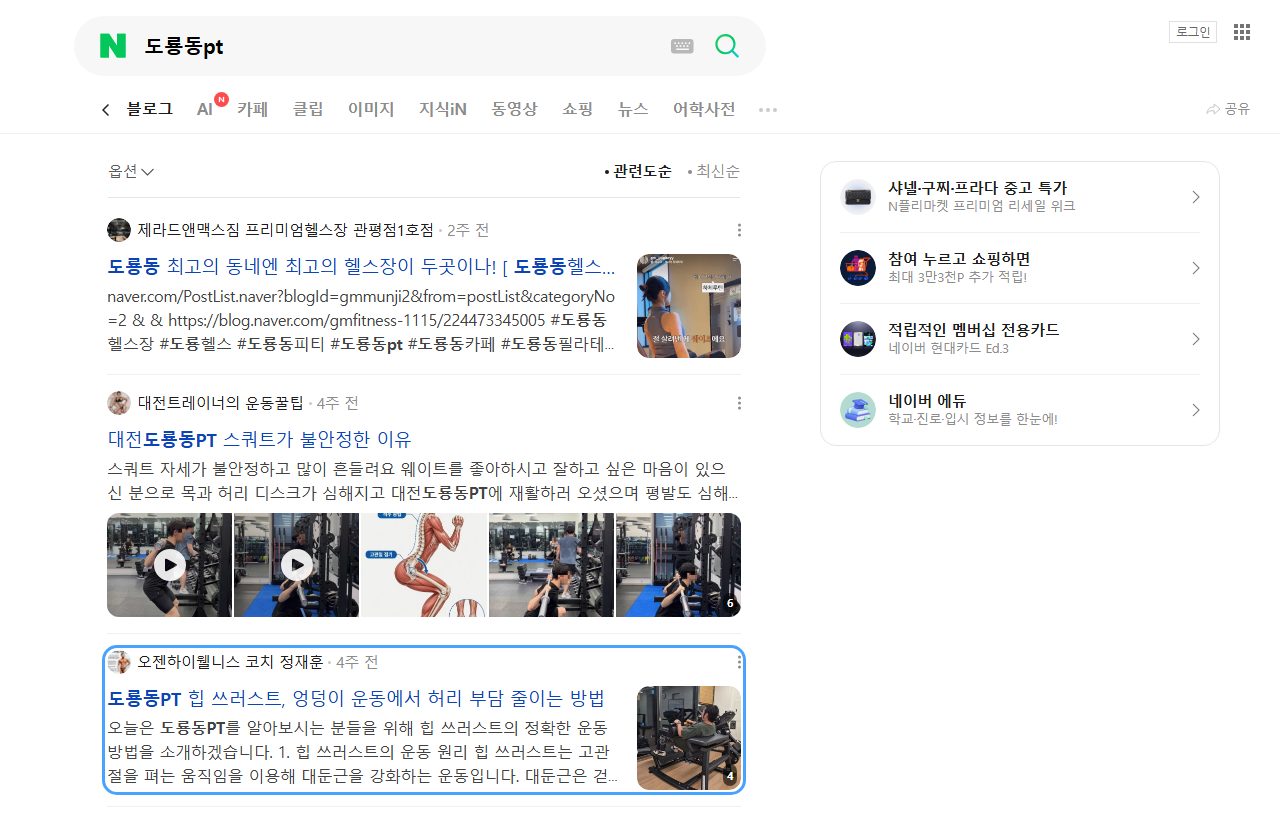 도룡동pt
로그인
블로그 AI N 카페 클립 이미지 지식iN 동영상 쇼핑 뉴스 어학사전
공유
옵션
• 관련도순 • 최신순
제라드앤맥스짐 프리미엄헬스장 관평점1호점 · 2주 전
도룡동 최고의 동네엔 최고의 헬스장이 두곳이나! [ 도룡동헬스...
naver.com/PostList.naver?blogId=gmmunji2&from=postList&categoryNo
=2 & & https://blog.naver.com/gmfitness-1115/224473345005 #도룡동
헬스장 #도룡헬스 #도룡동피티 #도룡동pt #도룡동카페 #도룡동필라테...
대전트레이너의 운동꿀팁 · 4주 전
대전도룡동PT 스쿼트가 불안정한 이유
스쿼트 자세가 불안정하고 많이 흔들려요 웨이트를 좋아하시고 잘하고 싶은 마음이 있으
신 분으로 목과 허리 디스크가 심해지고 대전도룡동PT에 재활하러 오셨으며 평발도 심해...
고관절 접기
6
오젠하이웰니스 코치 정재훈 · 4주 전
도룡동PT 힙 쓰러스트, 엉덩이 운동에서 허리 부담 줄이는 방법
오늘은 도룡동PT를 알아보시는 분들을 위해 힙 쓰러스트의 정확한 운동
방법을 소개하겠습니다. 1. 힙 쓰러스트의 운동 원리 힙 쓰러스트는 고관
절을 펴는 움직임을 이용해 대둔근을 강화하는 운동입니다. 대둔근은 걷...
4
샤넬·구찌·프라다 중고 특가
N플리마켓 프리미엄 리세일 위크
참여 누르고 쇼핑하면
최대 3만3천P 추가 적립!
적립적인 멤버십 전용카드
네이버 현대카드 Ed.3
네이버 에듀
학교·진로·입시 정보를 한눈에!